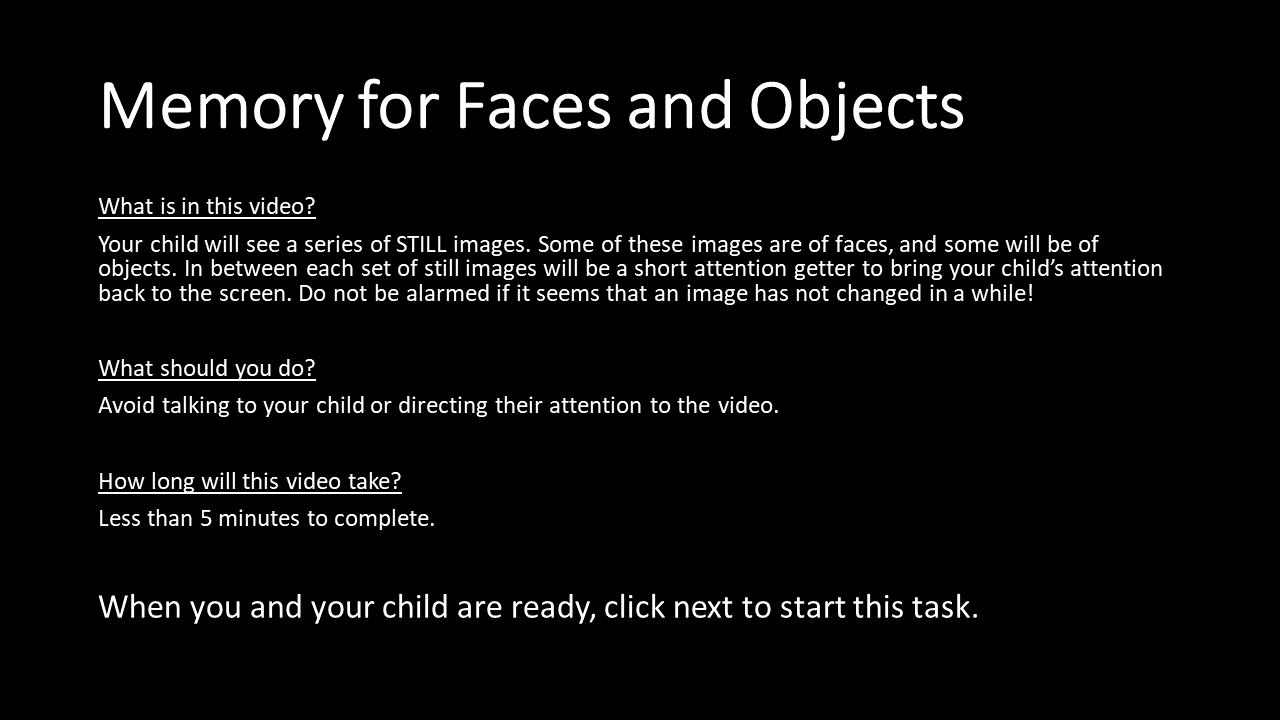 Memory for Faces and Objects
What is in this video?
Your child will see a series of STILL images. Some of these images are of faces, and some will be of
objects. In between each set of still images will be a short attention getter to bring your child’s attention
back to the screen. Do not be alarmed if it seems that an image has not changed in a while!
What should you do?
Avoid talking to your child or directing their attention to the video.
How long will this video take?
Less than 5 minutes to complete.
When you and your child are ready, click next to start this task.